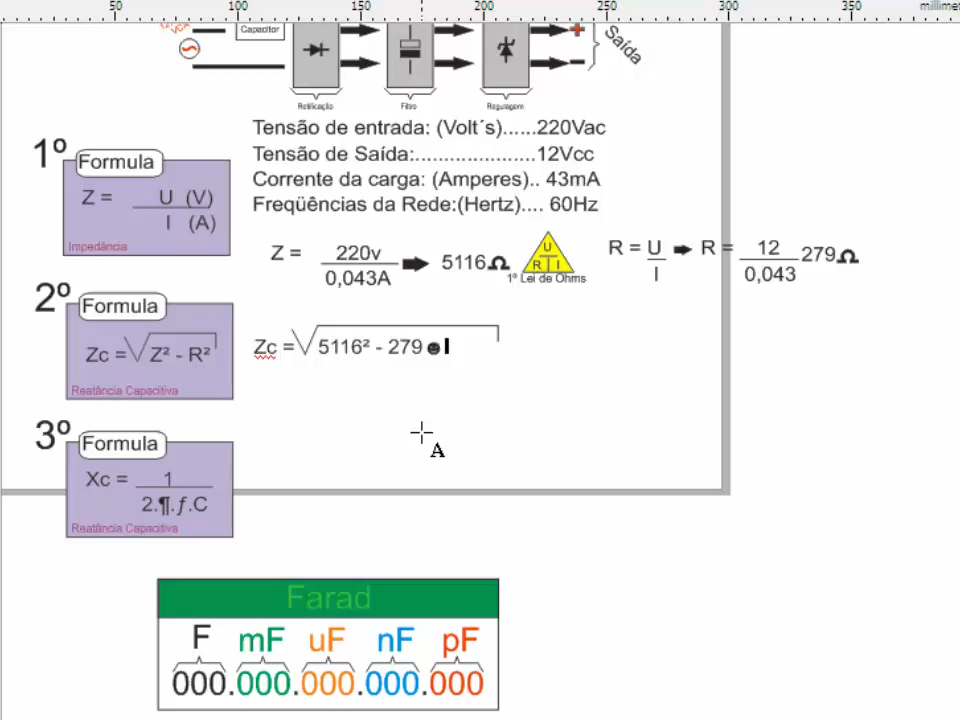 50 100 150 200 250 300 350 millimet
Capacitor
Saída
Retificação Filtro Regulagem
Tensão de entrada: (Volt´s)......220Vac
Tensão de Saída:.....................12Vcc
Corrente da carga: (Amperes).. 43mA
Freqüências da Rede:(Hertz).... 60Hz
1º Formula
Z = U (V)
I (A)
Impedância
Z = 220v 5116Ω
0,043A
U
R I
1º Lei de Ohms
R = U R = 12 279Ω
I 0,043
2º Formula
Zc = √ Z² - R²
Reatância Capacitiva
Zc = √ 5116² - 279☻
3º Formula
Xc = 1
2.¶.ƒ.C
Reatância Capacitiva
A
Farad
F mF uF nF pF
000.000.000.000.000